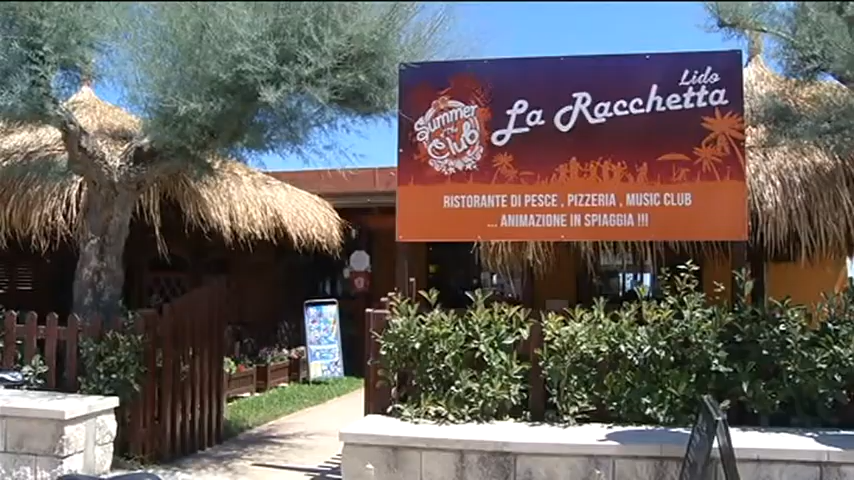 Summer
Club
Lido
La Racchetta
RISTORANTE DI PESCE , PIZZERIA , MUSIC CLUB
... ANIMAZIONE IN SPIAGGIA !!!